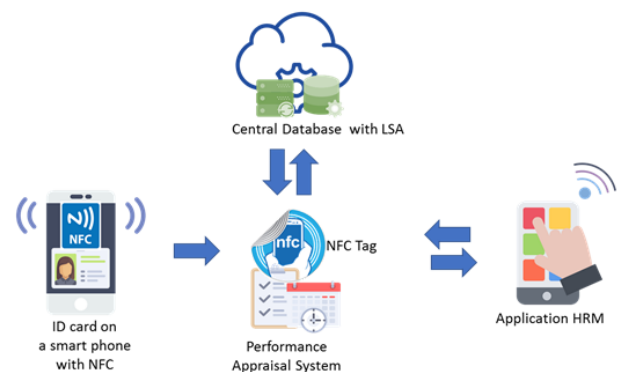 Central Database with LSA
N))
NFC
nfc
NFC Tag
ID card on
a smart phone
with NFC
Performance
Appraisal System
Application HRM